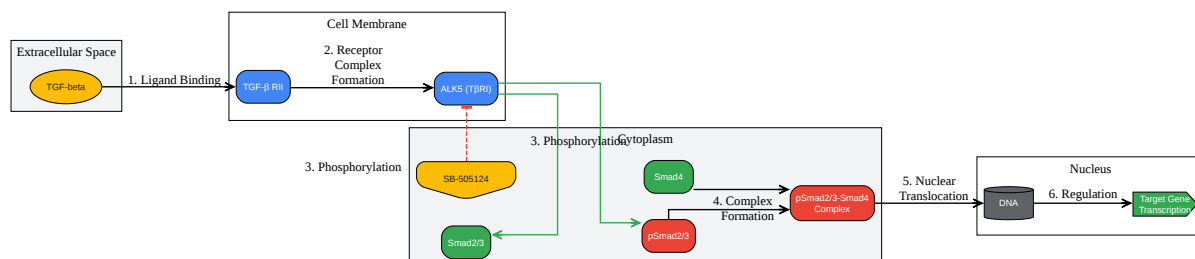 Extracellular Space
TGF-beta
1. Ligand Binding
Cell Membrane
TGF-β RII
2. Receptor
Complex
Formation
ALK5 (TβRI)
3. Phosphorylation
3. Phosphorylation
Cytoplasm
SB-505124
Smad2/3
Smad4
pSmad2/3
4. Complex
Formation
pSmad2/3-Smad4
Complex
5. Nuclear
Translocation
Nucleus
DNA
6. Regulation
Target Gene
Transcription